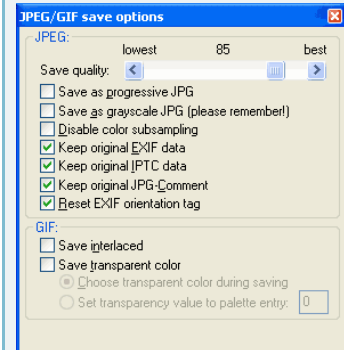 JPEG/GIF save options
JPEG:
lowest 85 best
Save quality:
Save as progressive JPG
Save as grayscale JPG (please remember!)
Disable color subsampling
Keep original EXIF data
Keep original IPTC data
Keep original JPG-Comment
Reset EXIF orientation tag
GIF:
Save interlaced
Save transparent color
Choose transparent color during saving
Set transparency value to palette entry: 0